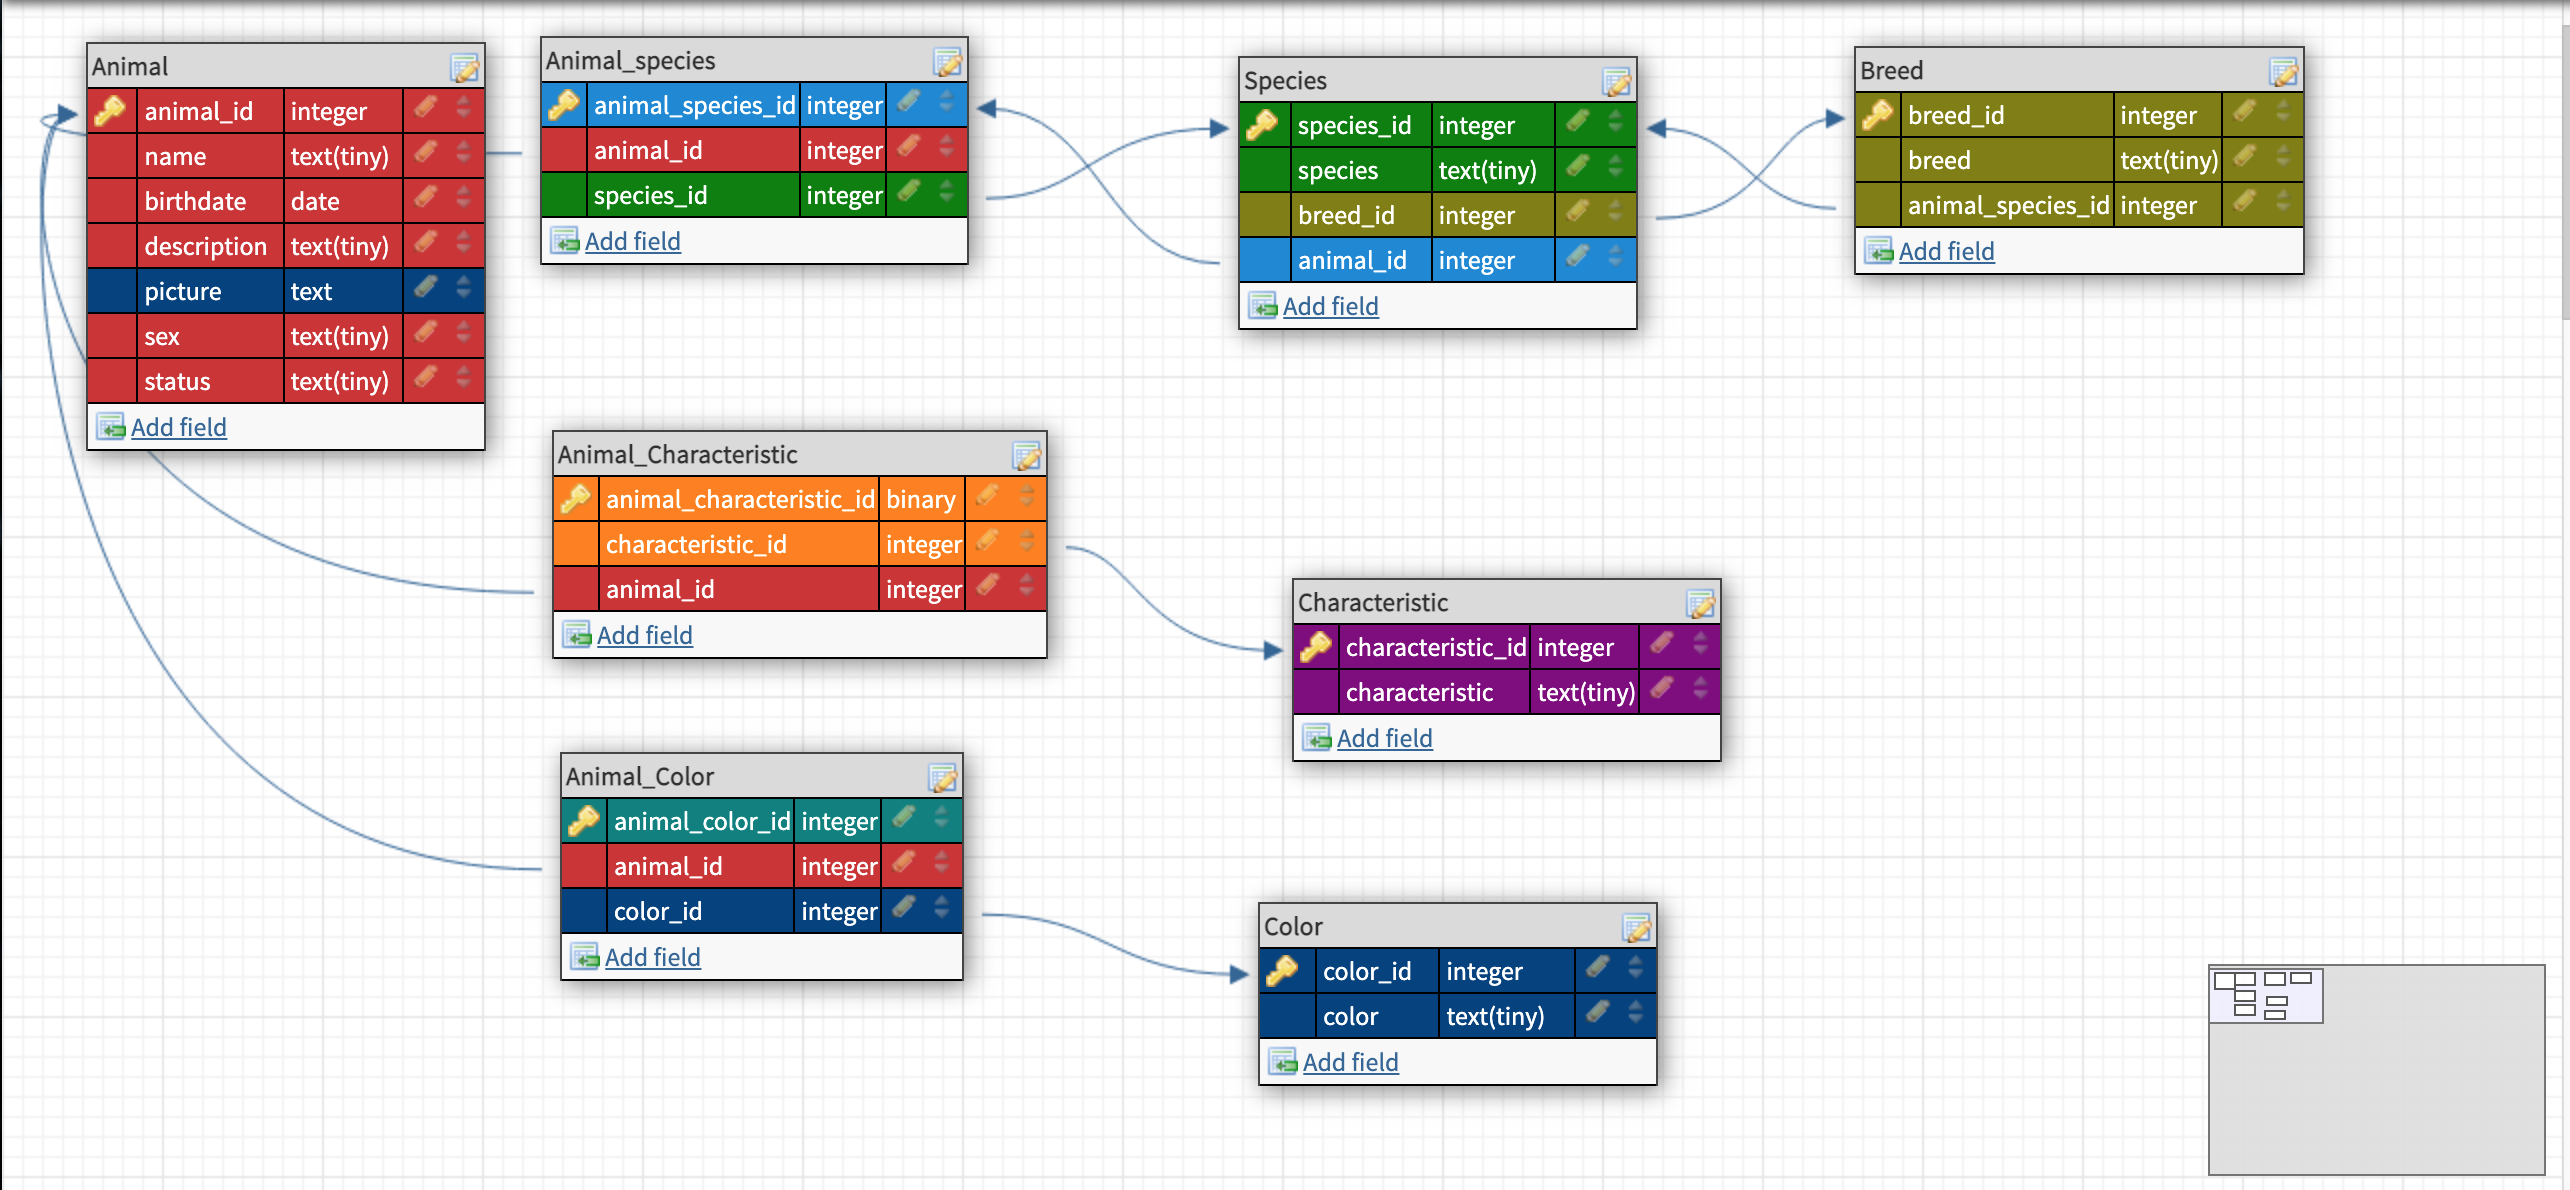 Animal
animal_id integer
name text(tiny)
birthdate date
description text(tiny)
picture text
sex text(tiny)
status text(tiny)
Add field
Animal_species
animal_species_id integer
animal_id integer
species_id integer
Add field
Species
species_id integer
species text(tiny)
breed_id integer
animal_id integer
Add field
Breed
breed_id integer
breed text(tiny)
animal_species_id integer
Add field
Animal_Characteristic
animal_characteristic_id binary
characteristic_id integer
animal_id integer
Add field
Characteristic
characteristic_id integer
characteristic text(tiny)
Add field
Animal_Color
animal_color_id integer
animal_id integer
color_id integer
Add field
Color
color_id integer
color text(tiny)
Add field